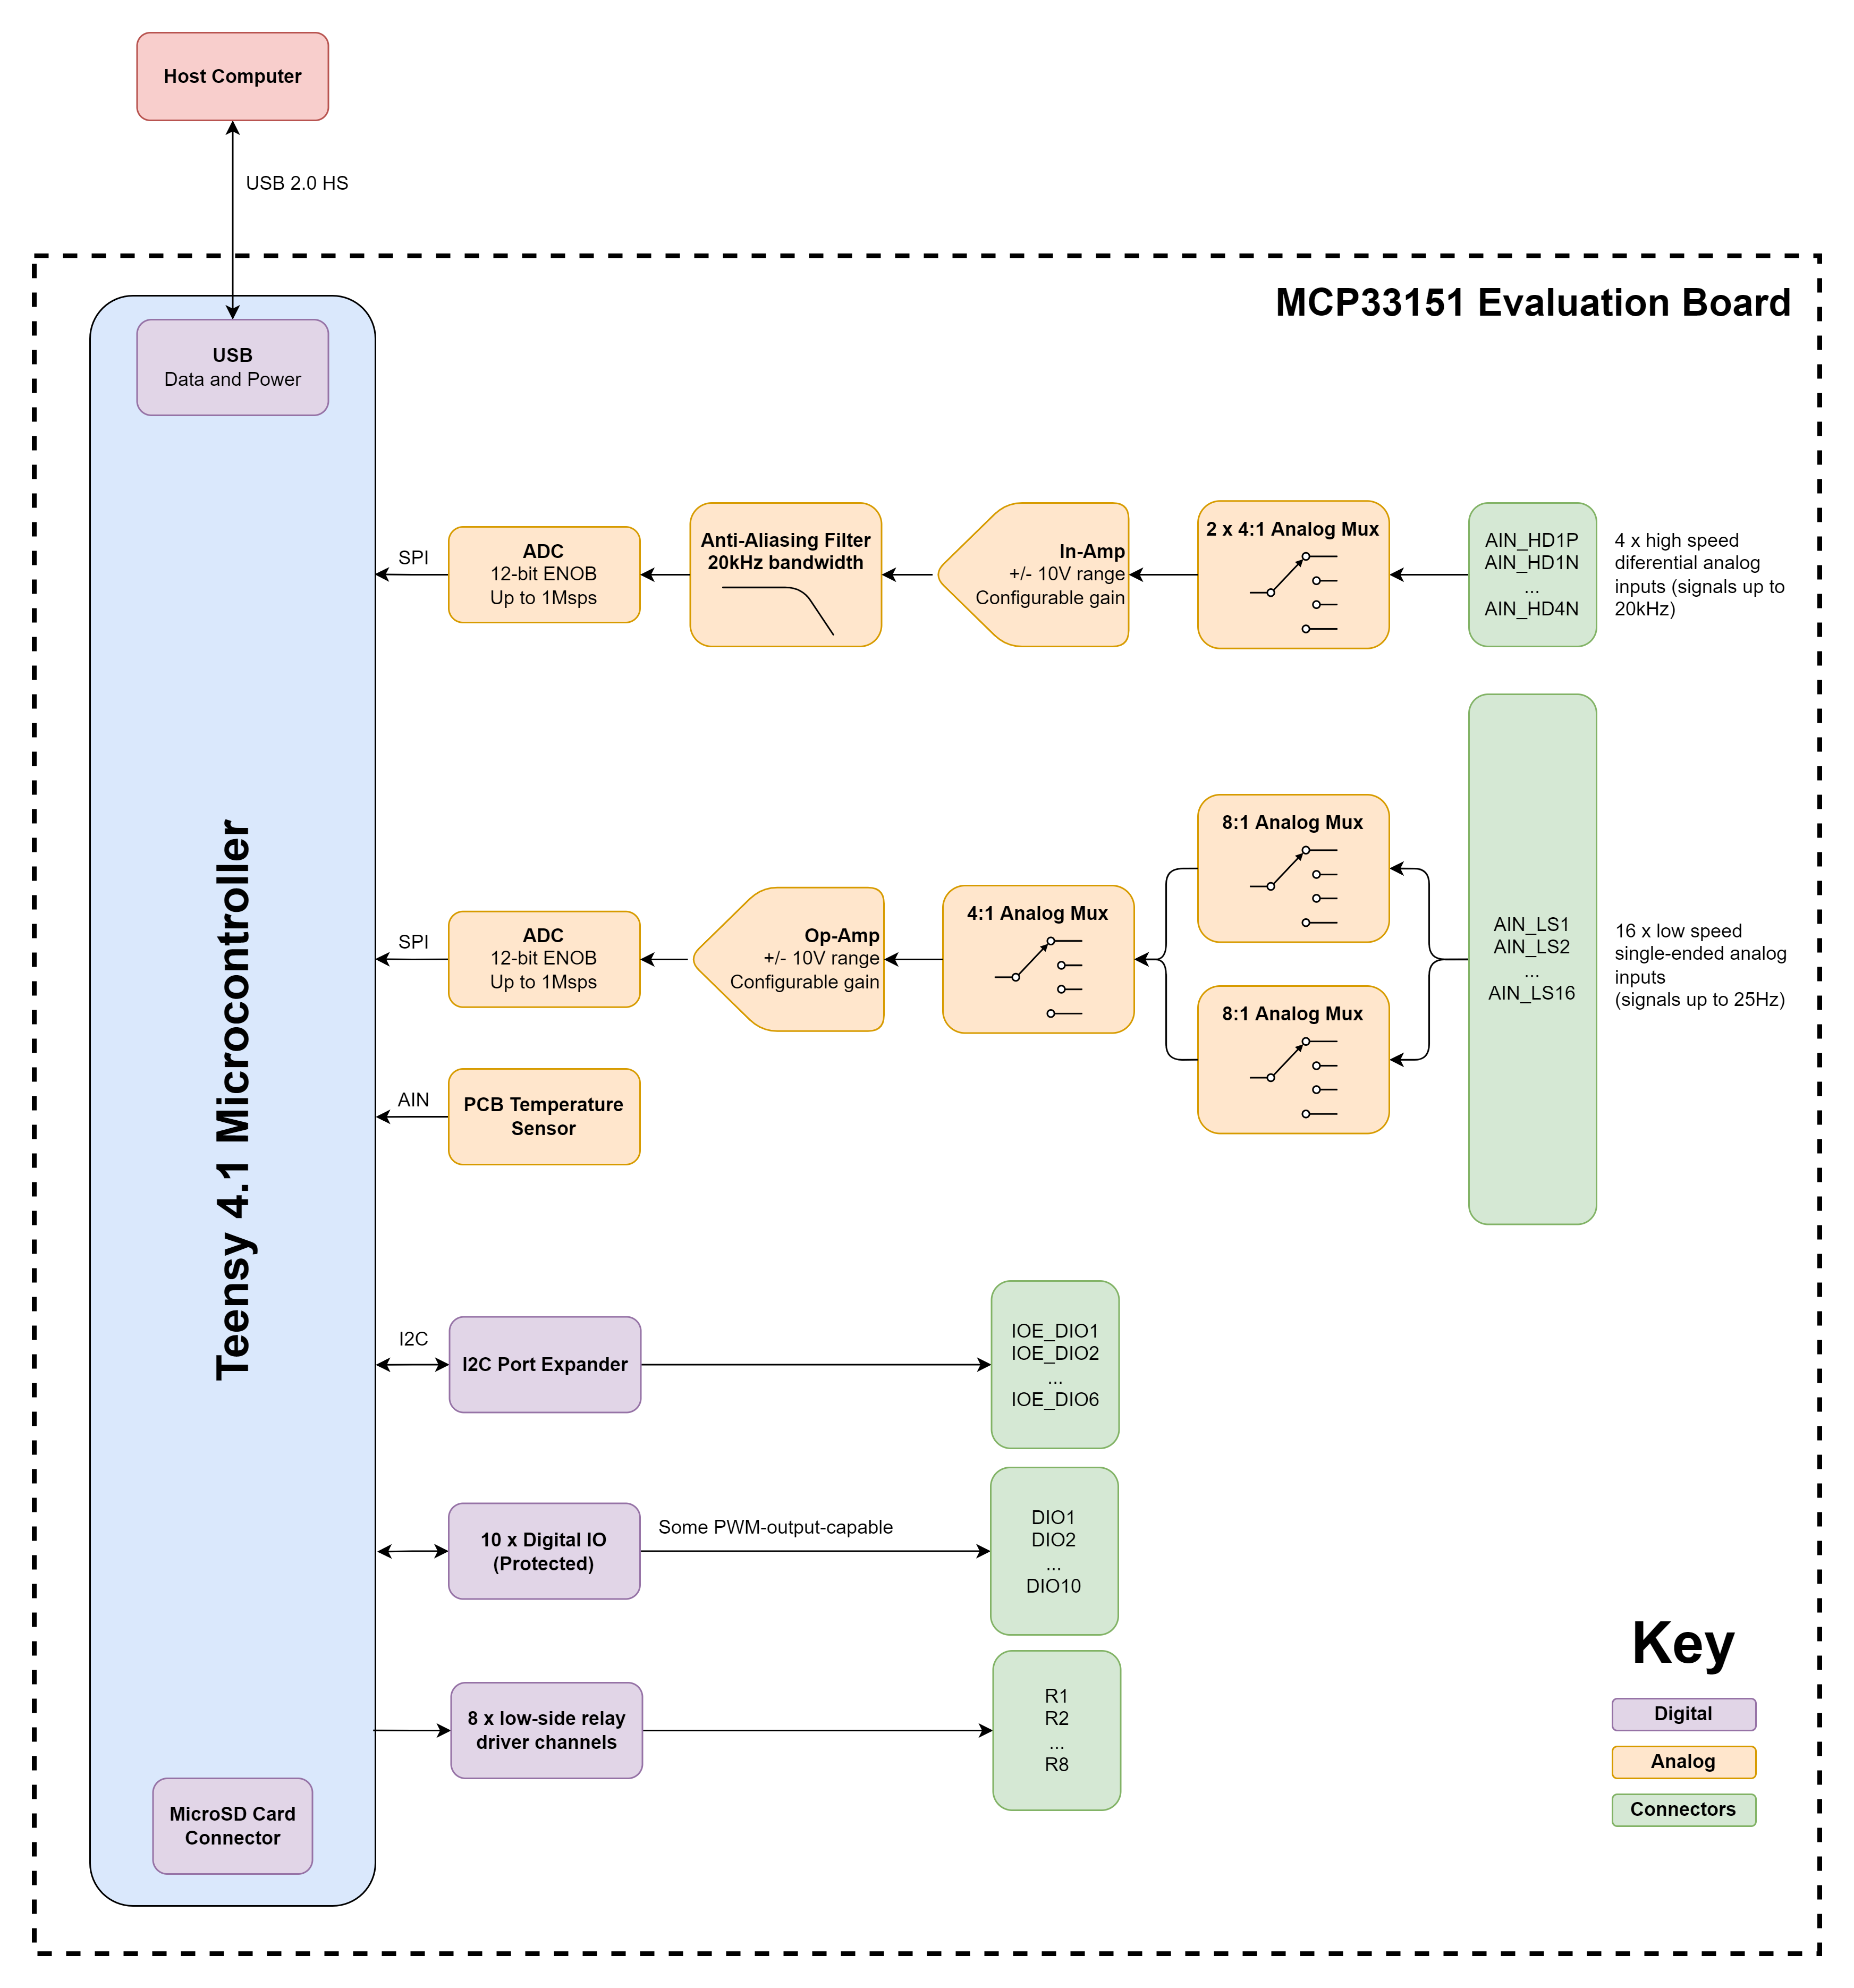 Host Computer
USB 2.0 HS
MCP33151 Evaluation Board
USB
Data and Power
Teensy 4.1 Microcontroller
SPI
ADC
12-bit ENOB
Up to 1Msps
Anti-Aliasing Filter
20kHz bandwidth
In-Amp
+/- 10V range
Configurable gain
2 x 4:1 Analog Mux
AIN_HD1P
AIN_HD1N
...
AIN_HD4N
4 x high speed
diferential analog
inputs (signals up to
20kHz)
SPI
ADC
12-bit ENOB
Up to 1Msps
Op-Amp
+/- 10V range
Configurable gain
4:1 Analog Mux
8:1 Analog Mux
8:1 Analog Mux
AIN_LS1
AIN_LS2
...
AIN_LS16
16 x low speed
single-ended analog
inputs
(signals up to 25Hz)
AIN
PCB Temperature
Sensor
I2C
I2C Port Expander
IOE_DIO1
IOE_DIO2
...
IOE_DIO6
10 x Digital IO
(Protected)
Some PWM-output-capable
DIO1
DIO2
...
DIO10
8 x low-side relay
driver channels
R1
R2
...
R8
MicroSD Card
Connector
Key
Digital
Analog
Connectors